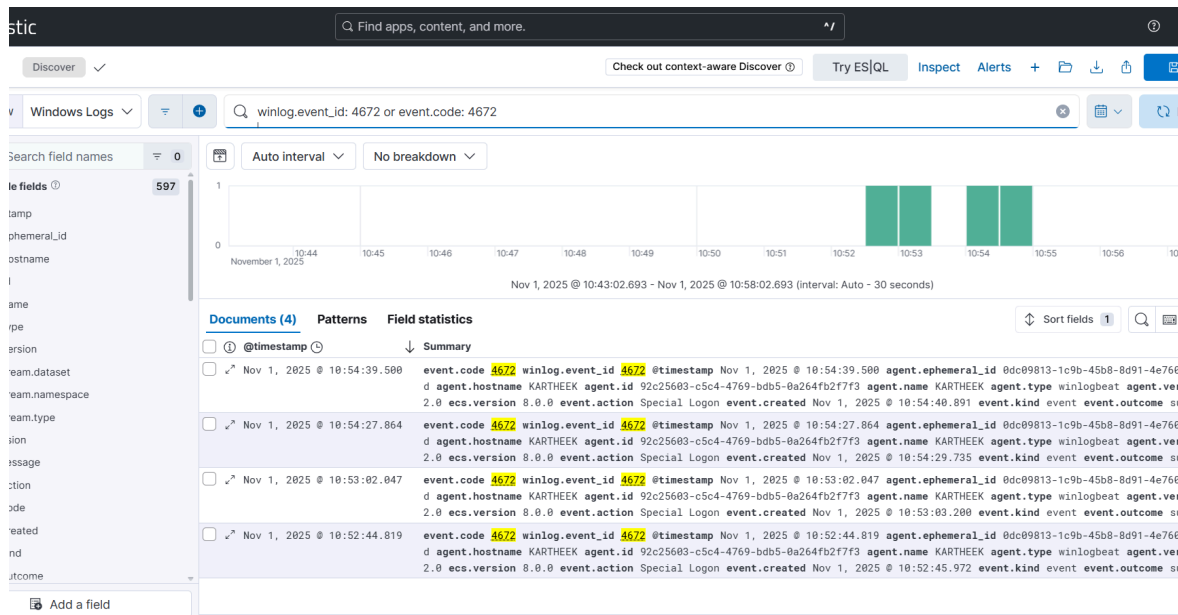 stic
Find apps, content, and more.
^/
Discover
Check out context-aware Discover
Try ES|QL
Inspect
Alerts
Windows Logs
winlog.event_id: 4672 or event.code: 4672
Search field names
0
Auto interval
No breakdown
le fields
597
tamp
phemeral_id
ostname
l
ame
ype
ersion
ream.dataset
ream.namespace
ream.type
sion
essage
ction
ode
reated
nd
utcome
Add a field
1
0
10:44
10:45
10:46
10:47
10:48
10:49
10:50
10:51
10:52
10:53
10:54
10:55
10:56
10
November 1, 2025
Nov 1, 2025 @ 10:43:02.693 - Nov 1, 2025 @ 10:58:02.693 (interval: Auto - 30 seconds)
Documents (4)
Patterns
Field statistics
Sort fields 1
@timestamp
Summary
Nov 1, 2025 @ 10:54:39.500
event.code 4672 winlog.event_id 4672 @timestamp Nov 1, 2025 @ 10:54:39.500 agent.ephemeral_id 0dc09813-1c9b-45b8-8d91-4e760
d agent.hostname KARTHEEK agent.id 92c25603-c5c4-4769-bdb5-0a264fb2f7f3 agent.name KARTHEEK agent.type winlogbeat agent.ver
2.0 ecs.version 8.0.0 event.action Special Logon event.created Nov 1, 2025 @ 10:54:40.891 event.kind event event.outcome su
Nov 1, 2025 @ 10:54:27.864
event.code 4672 winlog.event_id 4672 @timestamp Nov 1, 2025 @ 10:54:27.864 agent.ephemeral_id 0dc09813-1c9b-45b8-8d91-4e760
d agent.hostname KARTHEEK agent.id 92c25603-c5c4-4769-bdb5-0a264fb2f7f3 agent.name KARTHEEK agent.type winlogbeat agent.ver
2.0 ecs.version 8.0.0 event.action Special Logon event.created Nov 1, 2025 @ 10:54:29.735 event.kind event event.outcome su
Nov 1, 2025 @ 10:53:02.047
event.code 4672 winlog.event_id 4672 @timestamp Nov 1, 2025 @ 10:53:02.047 agent.ephemeral_id 0dc09813-1c9b-45b8-8d91-4e760
d agent.hostname KARTHEEK agent.id 92c25603-c5c4-4769-bdb5-0a264fb2f7f3 agent.name KARTHEEK agent.type winlogbeat agent.ver
2.0 ecs.version 8.0.0 event.action Special Logon event.created Nov 1, 2025 @ 10:53:03.200 event.kind event event.outcome su
Nov 1, 2025 @ 10:52:44.819
event.code 4672 winlog.event_id 4672 @timestamp Nov 1, 2025 @ 10:52:44.819 agent.ephemeral_id 0dc09813-1c9b-45b8-8d91-4e760
d agent.hostname KARTHEEK agent.id 92c25603-c5c4-4769-bdb5-0a264fb2f7f3 agent.name KARTHEEK agent.type winlogbeat agent.ver
2.0 ecs.version 8.0.0 event.action Special Logon event.created Nov 1, 2025 @ 10:52:45.972 event.kind event event.outcome su